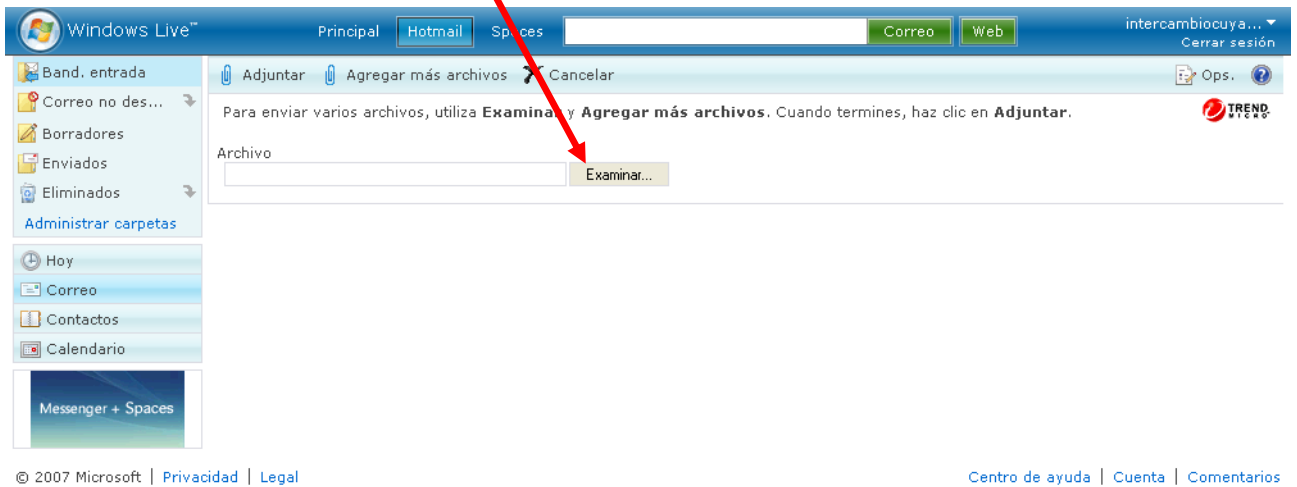 Windows Live™ Principal Hotmail Spaces Correo Web intercambiocuya...
Cerrar sesión
Band. entrada
Correo no des...
Borradores
Enviados
Eliminados
Administrar carpetas
Hoy
Correo
Contactos
Calendario
Messenger + Spaces
Adjuntar Agregar más archivos Cancelar Ops.
Para enviar varios archivos, utiliza Examinar y Agregar más archivos. Cuando termines, haz clic en Adjuntar.
TREND
MICRO
Archivo
Examinar...
© 2007 Microsoft | Privacidad | Legal Centro de ayuda | Cuenta | Comentarios